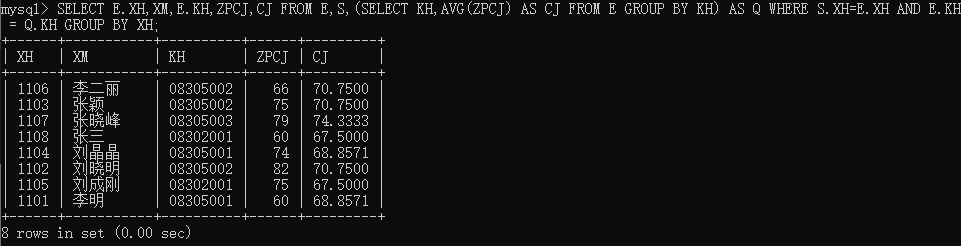 mysql> SELECT E.XH,XM,E.KH,ZPCJ,CJ FROM E,S,(SELECT KH,AVG(ZPCJ) AS CJ FROM E GROUP BY KH) AS Q WHERE S.XH=E.XH AND E.KH
 = Q.KH GROUP BY XH;
+------+-----------+----------+------+---------+
| XH   | XM        | KH       | ZPCJ | CJ      |
+------+-----------+----------+------+---------+
| 1106 | 李二丽    | 08305002 |   66 | 70.7500 |
| 1103 | 张颖      | 08305002 |   75 | 70.7500 |
| 1107 | 张晓峰    | 08305003 |   79 | 74.3333 |
| 1108 | 张三      | 08302001 |   60 | 67.5000 |
| 1104 | 刘晶晶    | 08305001 |   74 | 68.8571 |
| 1102 | 刘晓明    | 08305002 |   82 | 70.7500 |
| 1105 | 刘成刚    | 08302001 |   75 | 67.5000 |
| 1101 | 李明      | 08305001 |   60 | 68.8571 |
+------+-----------+----------+------+---------+
8 rows in set (0.00 sec)